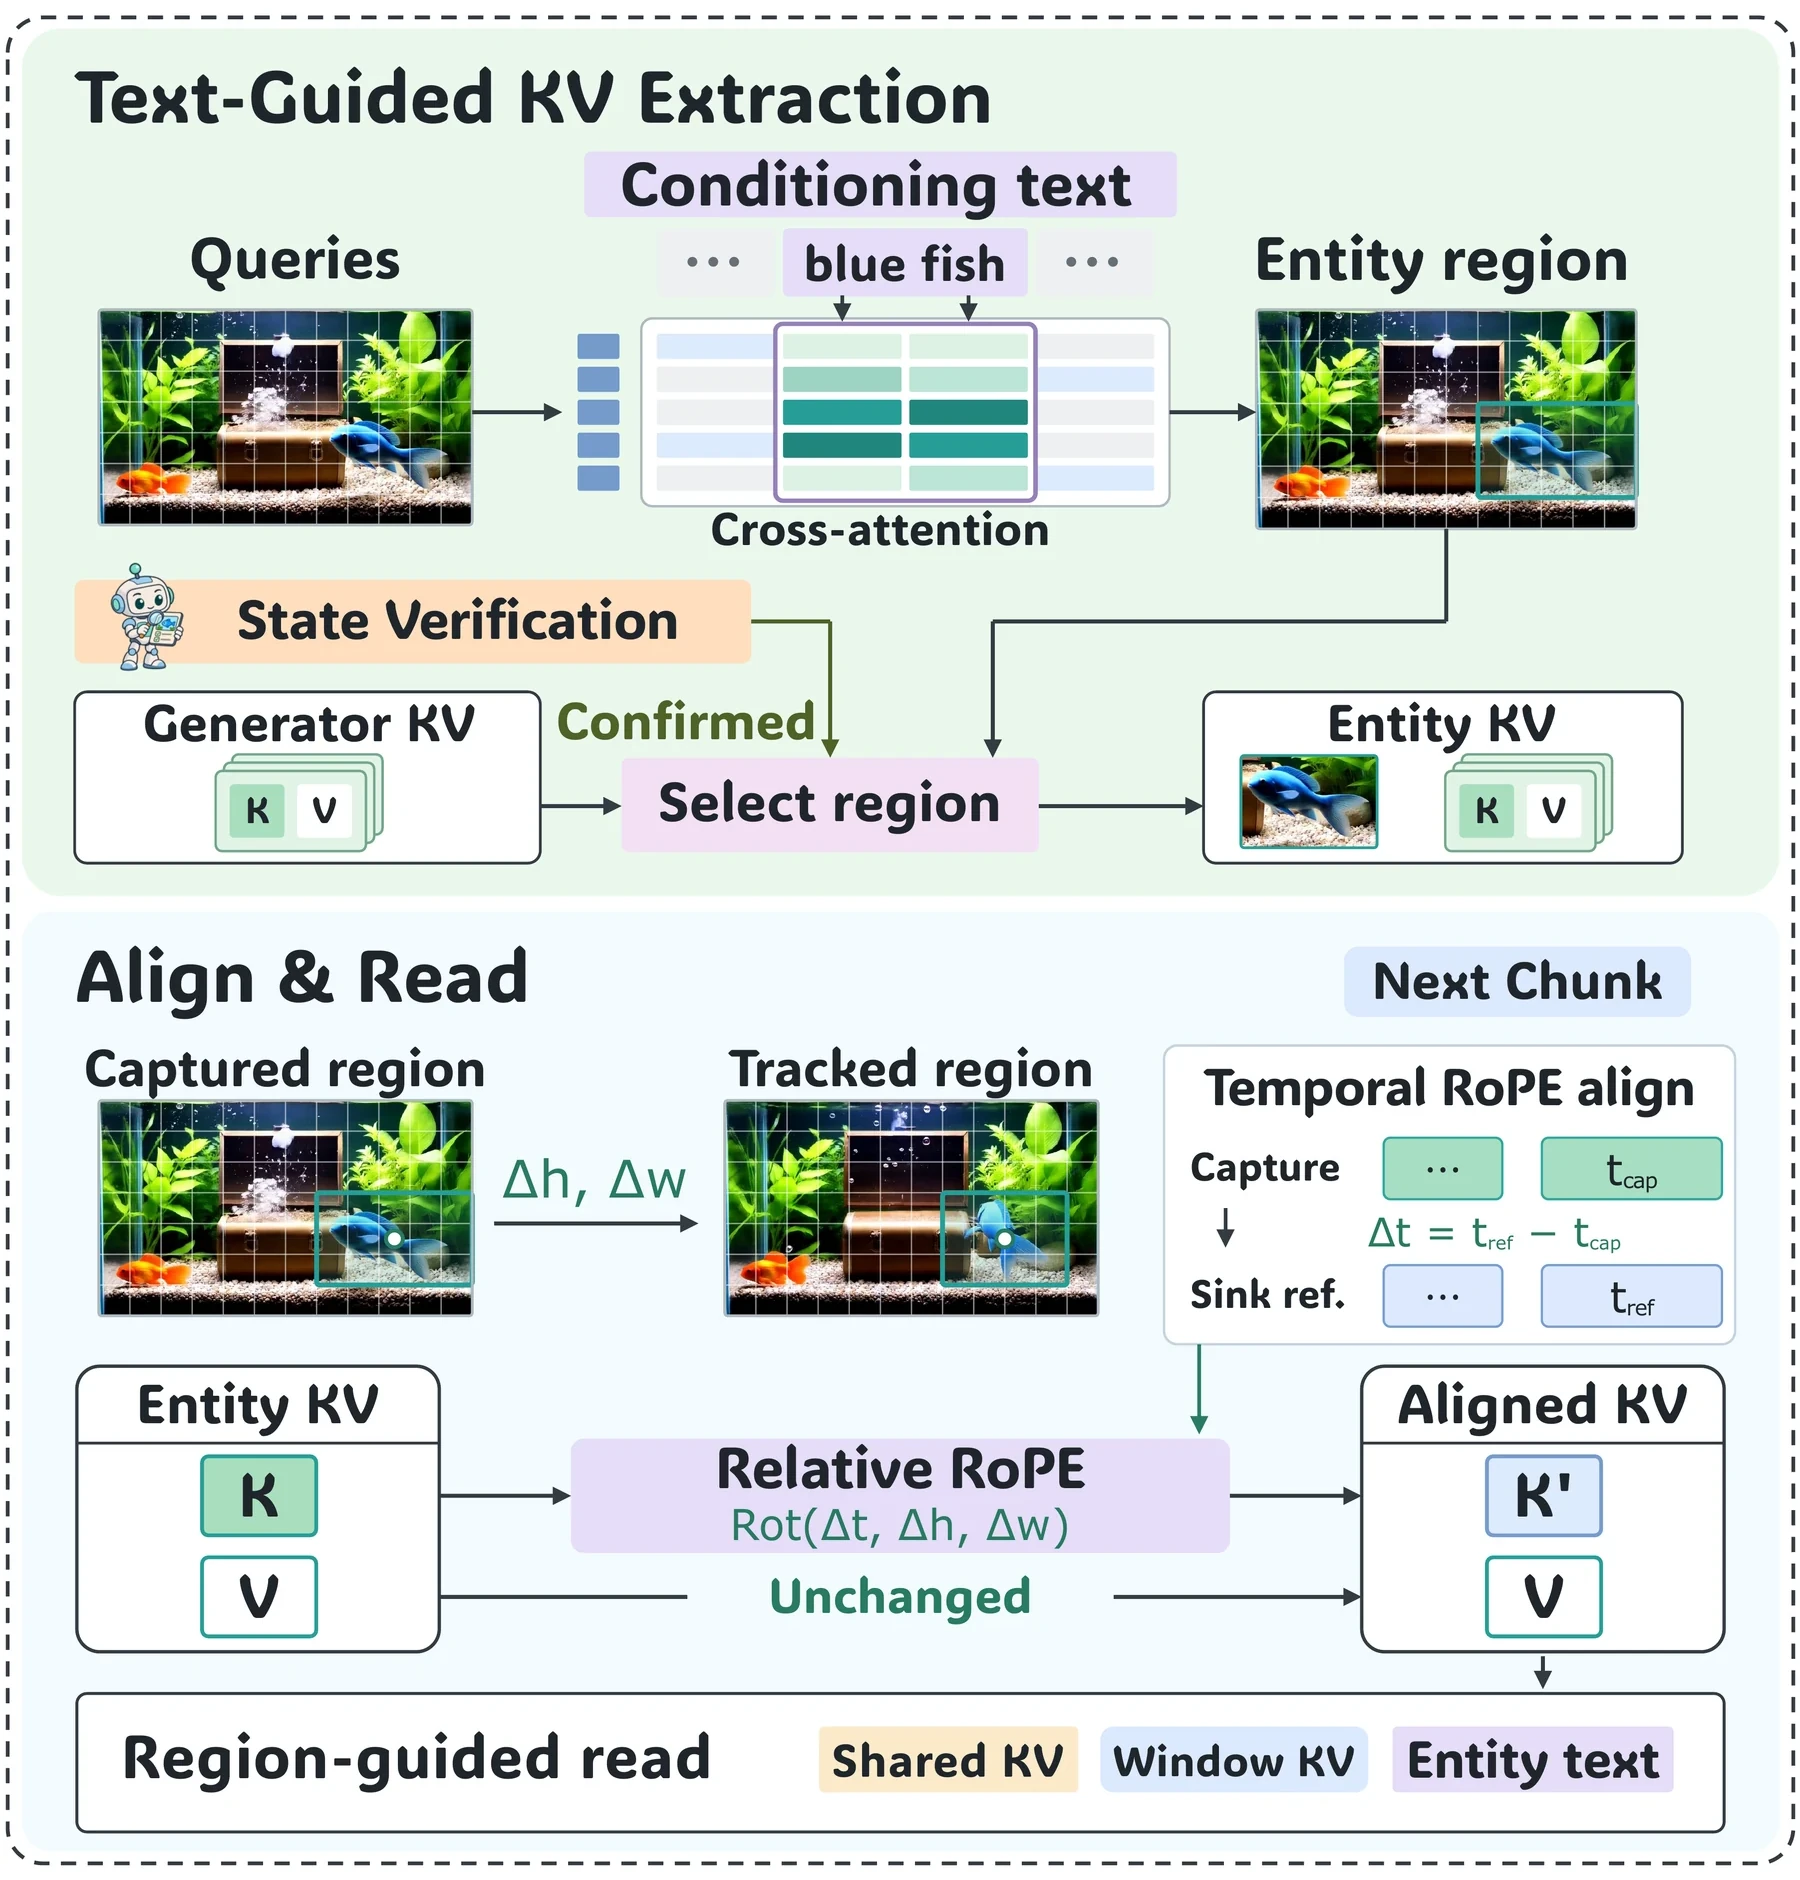 Text-Guided KV Extraction
Conditioning text
Queries
... blue fish ...
Entity region
Cross-attention
State Verification
Generator KV
K V
Confirmed
Select region
Entity KV
K V
Align & Read
Next Chunk
Captured region
Δh, Δw
Tracked region
Temporal RoPE align
Capture ... t_cap
Δt = t_ref − t_cap
Sink ref. ... t_ref
Entity KV
K
V
Relative RoPE
Rot(Δt, Δh, Δw)
Unchanged
Aligned KV
K'
V
Region-guided read
Shared KV
Window KV
Entity text